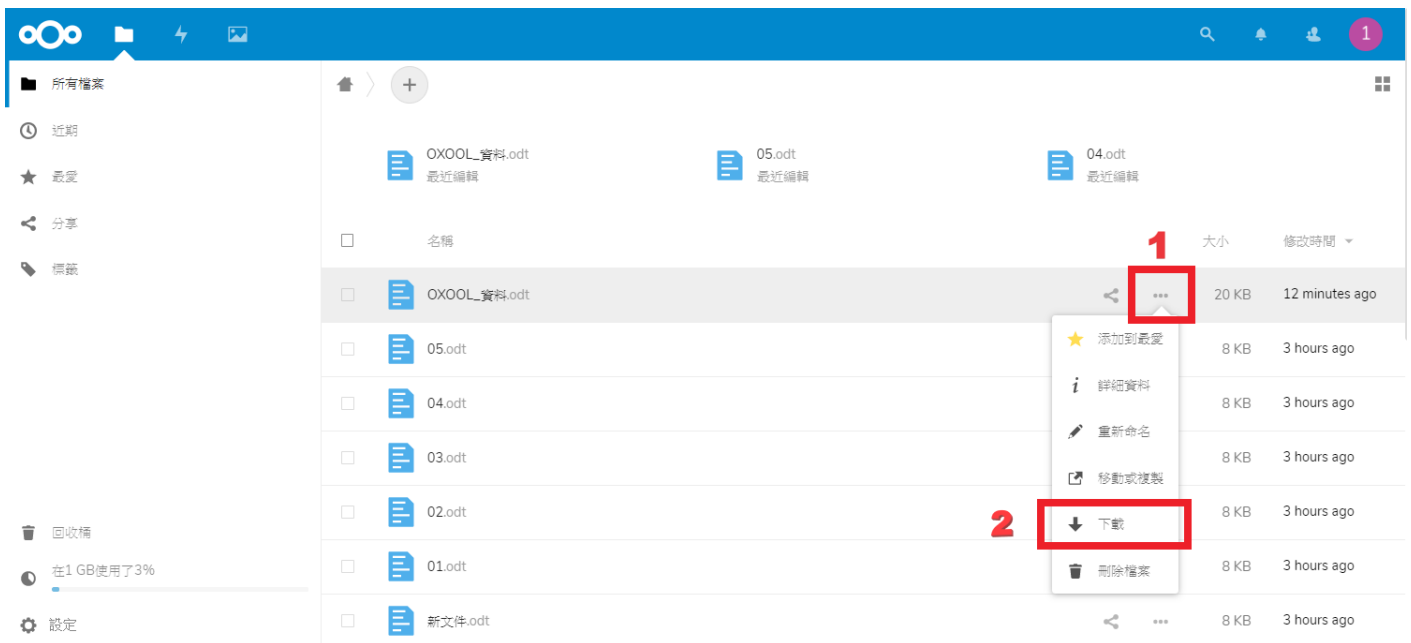 1
所有檔案
近期
最愛
分享
標籤
OXOOL_資料.odt
最近編輯
05.odt
最近編輯
04.odt
最近編輯
名稱
1
大小
修改時間
OXOOL_資料.odt
20 KB
12 minutes ago
添加到最愛
05.odt
8 KB
3 hours ago
詳細資料
04.odt
8 KB
3 hours ago
重新命名
03.odt
8 KB
3 hours ago
移動或複製
02.odt
8 KB
3 hours ago
2
下載
01.odt
8 KB
3 hours ago
刪除檔案
新文件.odt
8 KB
3 hours ago
回收桶
在1 GB使用了3%
設定